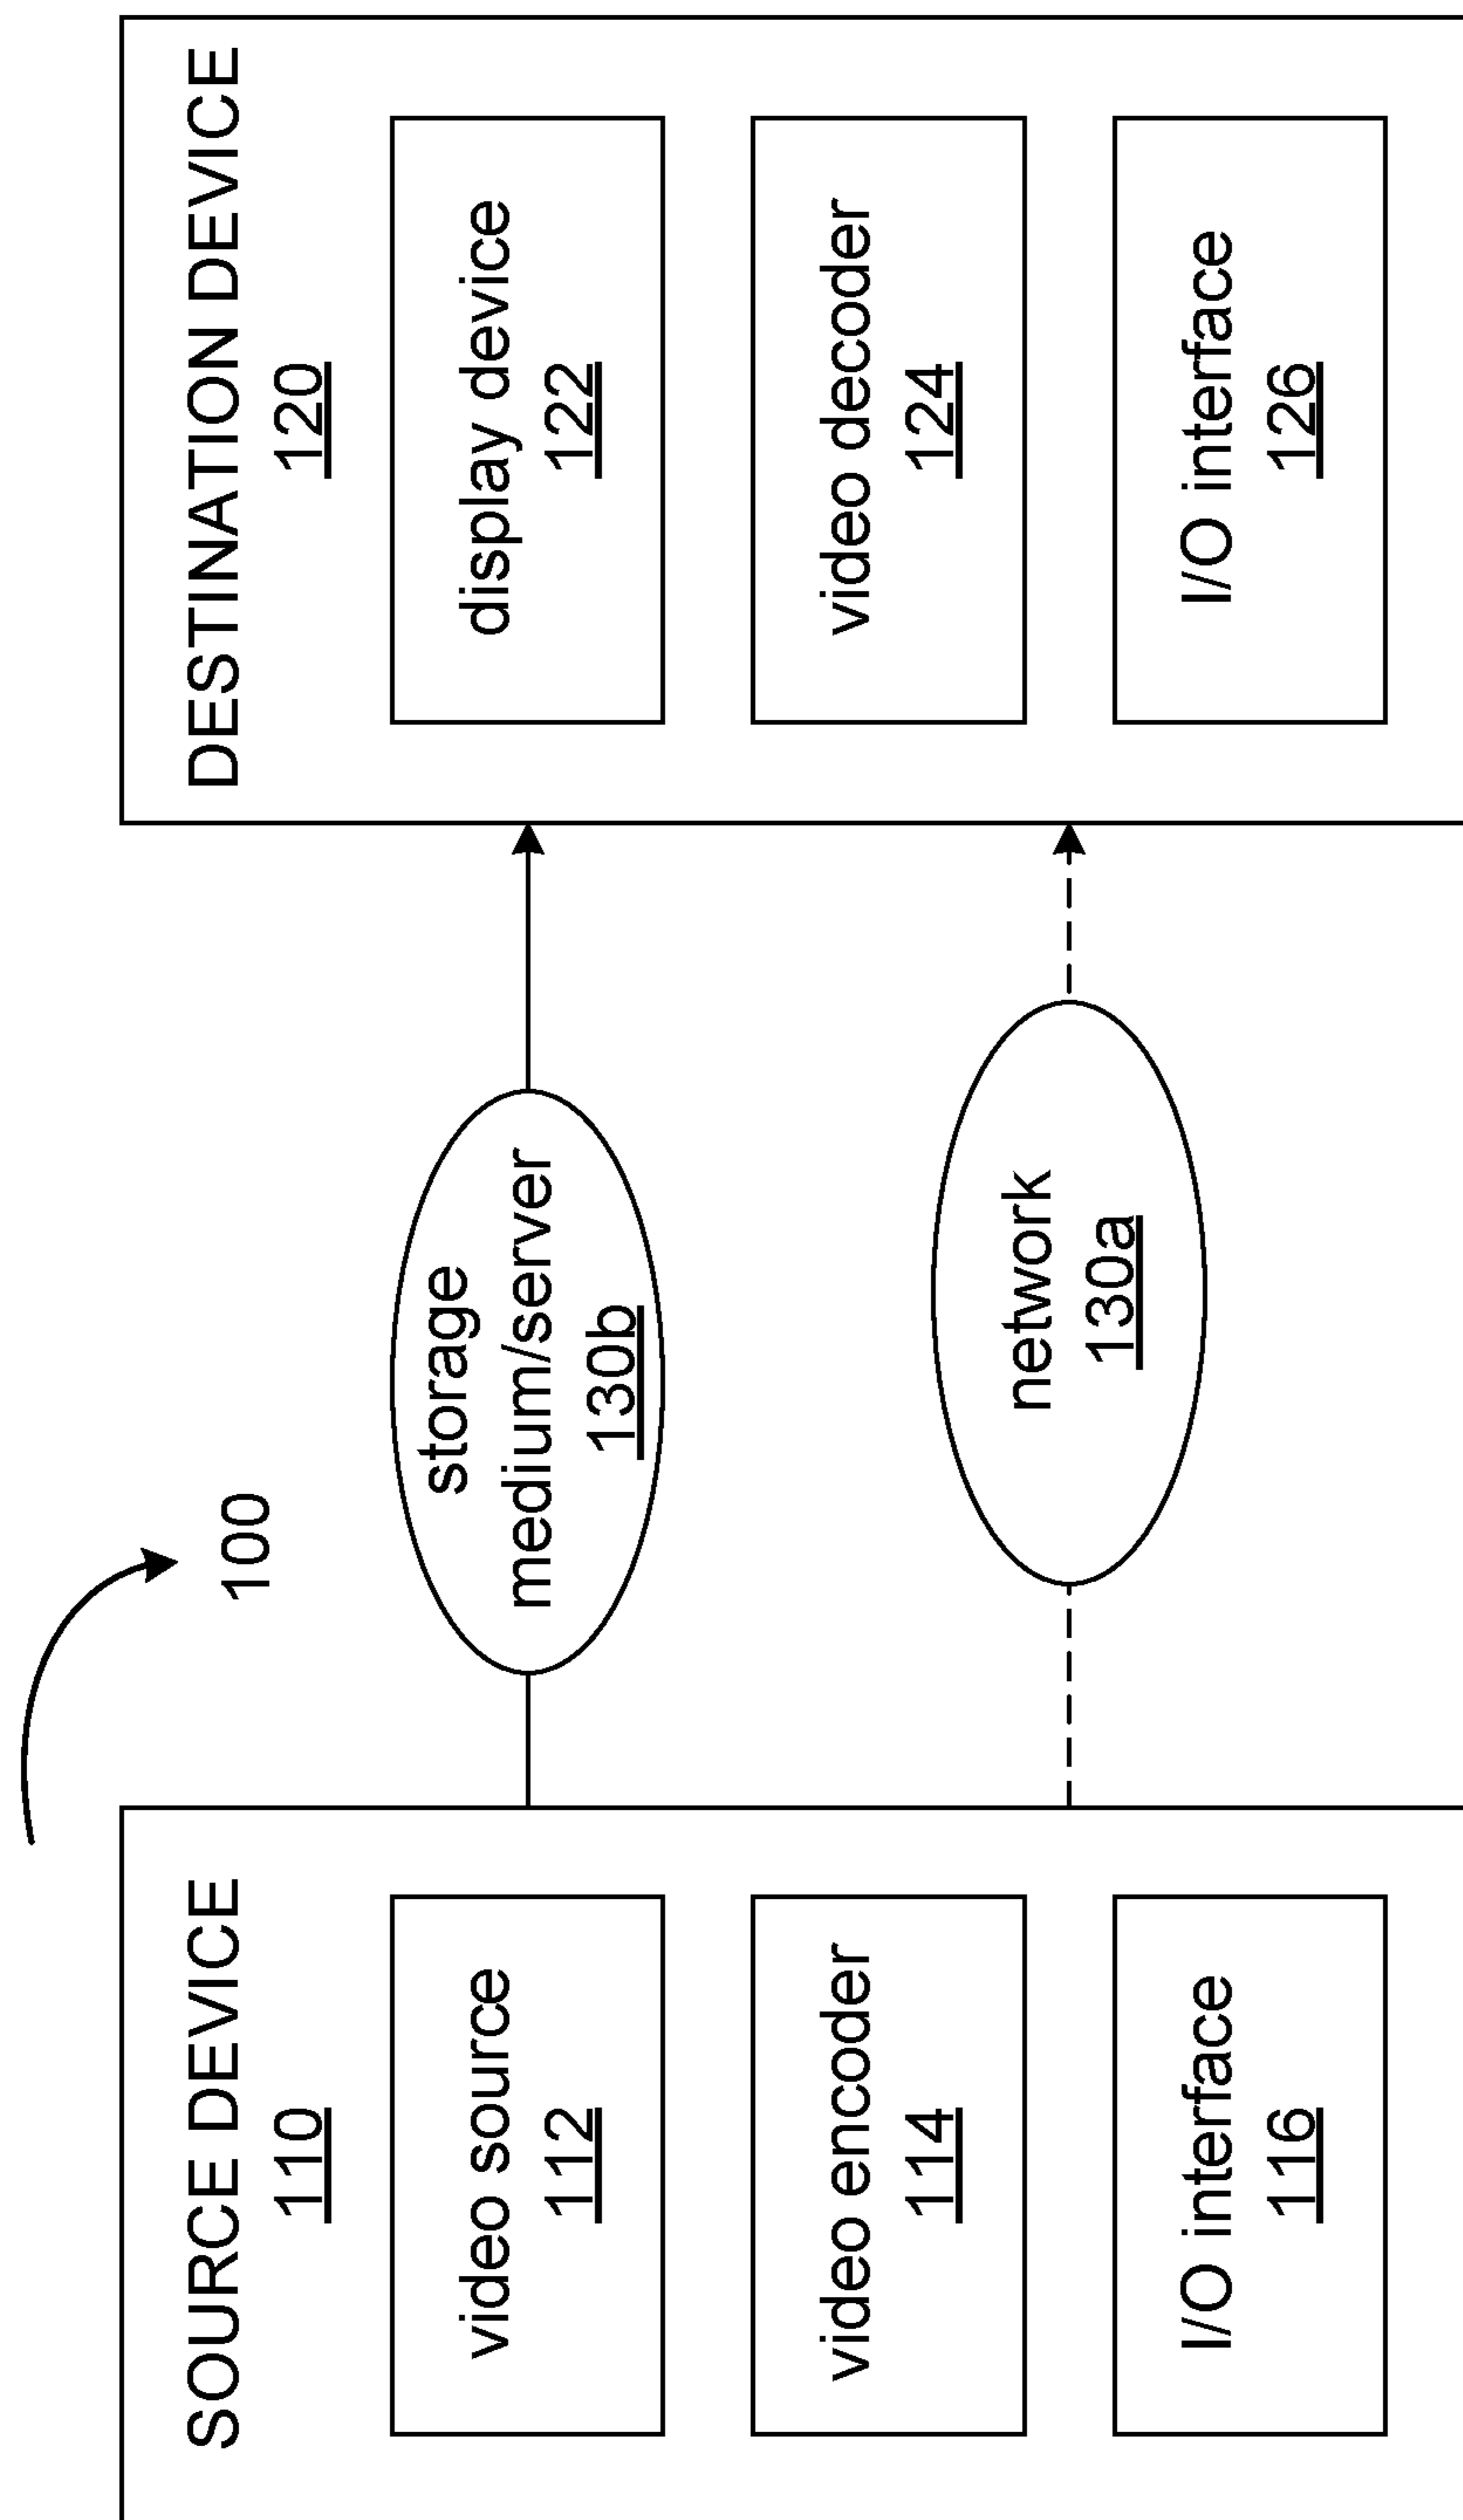 100
SOURCE DEVICE
110
video source
112
video encoder
114
I/O interface
116
storage
medium/server
130b
network
130a
DESTINATION DEVICE
120
display device
122
video decoder
124
I/O interface
126